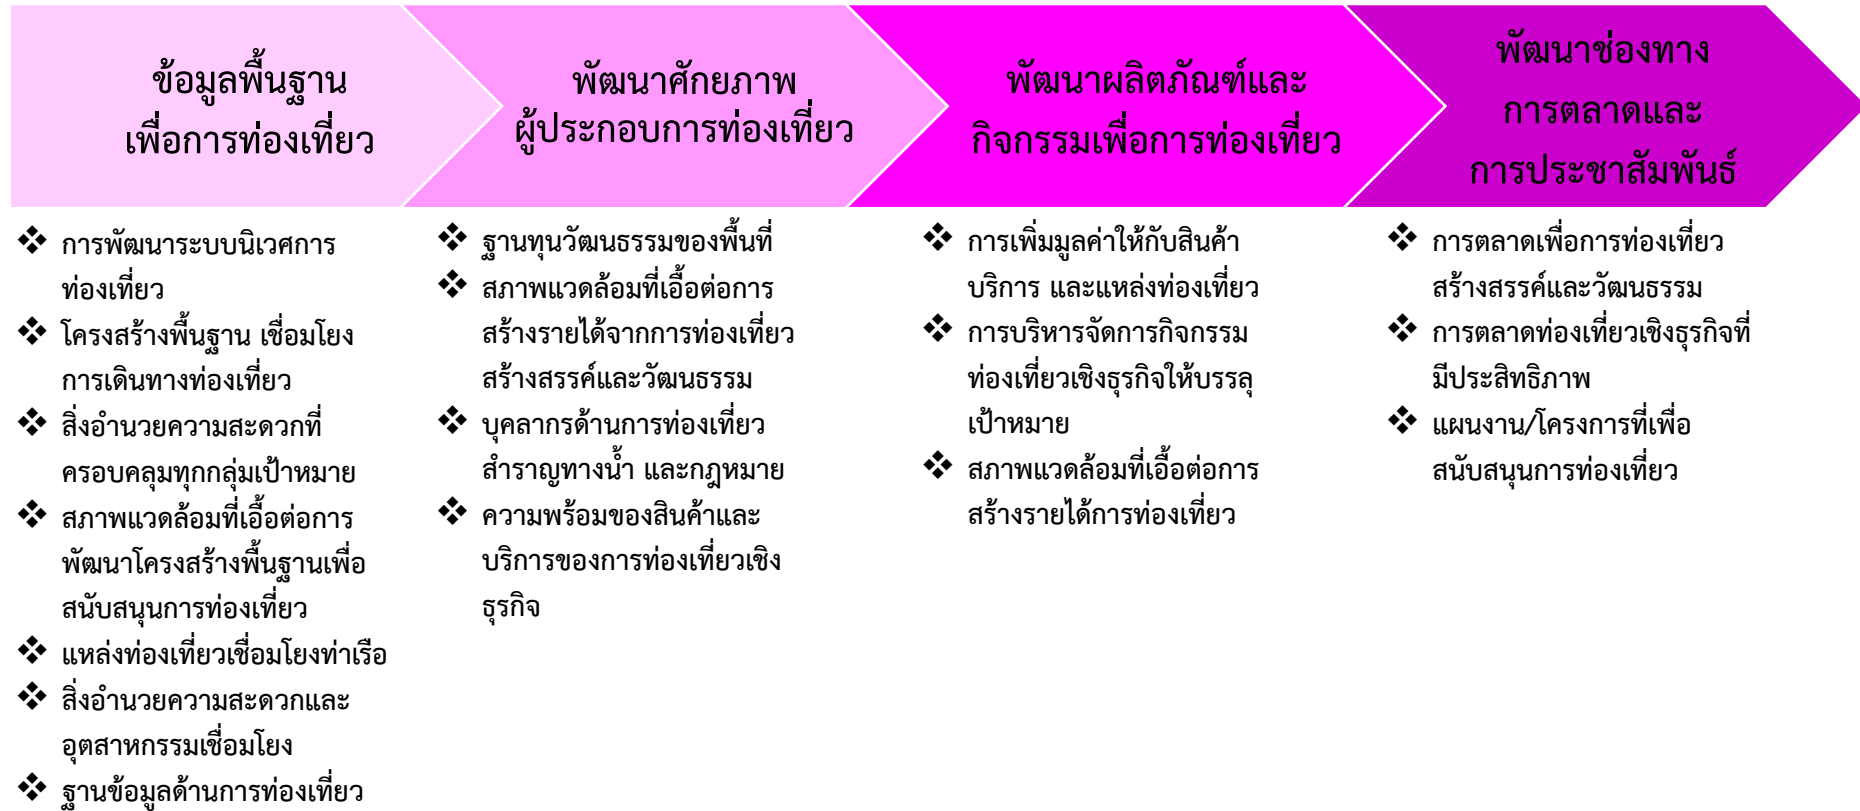 ข้อมูลพื้นฐาน
เพื่อการท่องเที่ยว
พัฒนาศักยภาพ
ผู้ประกอบการท่องเที่ยว
พัฒนาผลิตภัณฑ์และ
กิจกรรมเพื่อการท่องเที่ยว
พัฒนาช่องทาง
การตลาดและ
การประชาสัมพันธ์
❖ การพัฒนาระบบนิเวศการ
ท่องเที่ยว
❖ โครงสร้างพื้นฐาน เชื่อมโยง
การเดินทางท่องเที่ยว
❖ สิ่งอำนวยความสะดวกที่
ครอบคลุมทุกกลุ่มเป้าหมาย
❖ สภาพแวดล้อมที่เอื้อต่อการ
พัฒนาโครงสร้างพื้นฐานเพื่อ
สนับสนุนการท่องเที่ยว
❖ แหล่งท่องเที่ยวเชื่อมโยงท่าเรือ
❖ สิ่งอำนวยความสะดวกและ
อุตสาหกรรมเชื่อมโยง
❖ ฐานข้อมูลด้านการท่องเที่ยว
❖ ฐานทุนวัฒนธรรมของพื้นที่
❖ สภาพแวดล้อมที่เอื้อต่อการ
สร้างรายได้จากการท่องเที่ยว
สร้างสรรค์และวัฒนธรรม
❖ บุคลากรด้านการท่องเที่ยว
สำราญทางน้ำ และกฎหมาย
❖ ความพร้อมของสินค้าและ
บริการของการท่องเที่ยวเชิง
ธุรกิจ
❖ การเพิ่มมูลค่าให้กับสินค้า
บริการ และแหล่งท่องเที่ยว
❖ การบริหารจัดการกิจกรรม
ท่องเที่ยวเชิงธุรกิจให้บรรลุ
เป้าหมาย
❖ สภาพแวดล้อมที่เอื้อต่อการ
สร้างรายได้การท่องเที่ยว
❖ การตลาดเพื่อการท่องเที่ยว
สร้างสรรค์และวัฒนธรรม
❖ การตลาดท่องเที่ยวเชิงธุรกิจที่
มีประสิทธิภาพ
❖ แผนงาน/โครงการที่เพื่อ
สนับสนุนการท่องเที่ยว